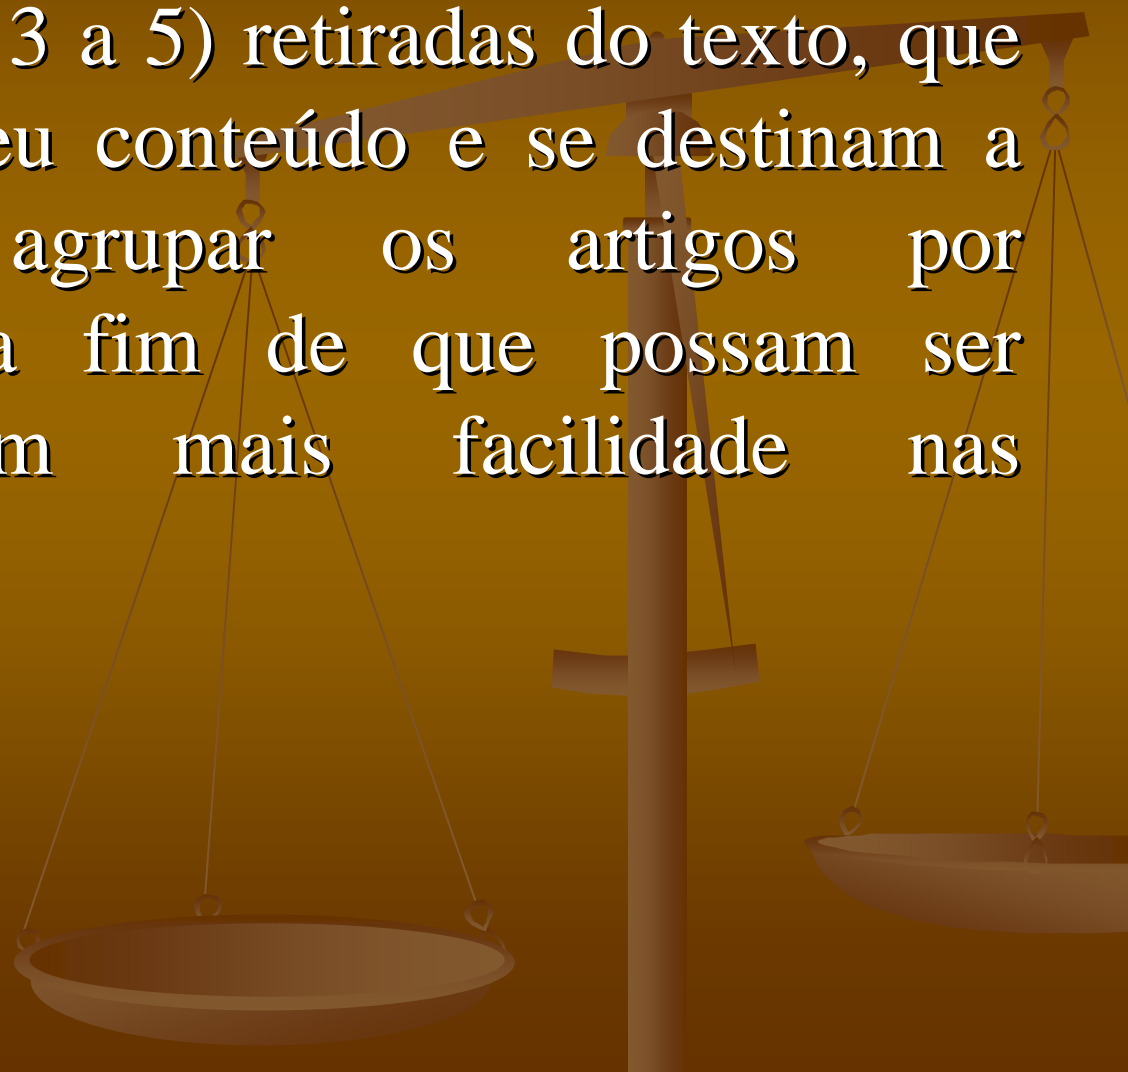 3 a 5) retiradas do texto, que
eu conteúdo e se destinam a
agrupar os artigos por
a fim de que possam ser
m mais facilidade nas